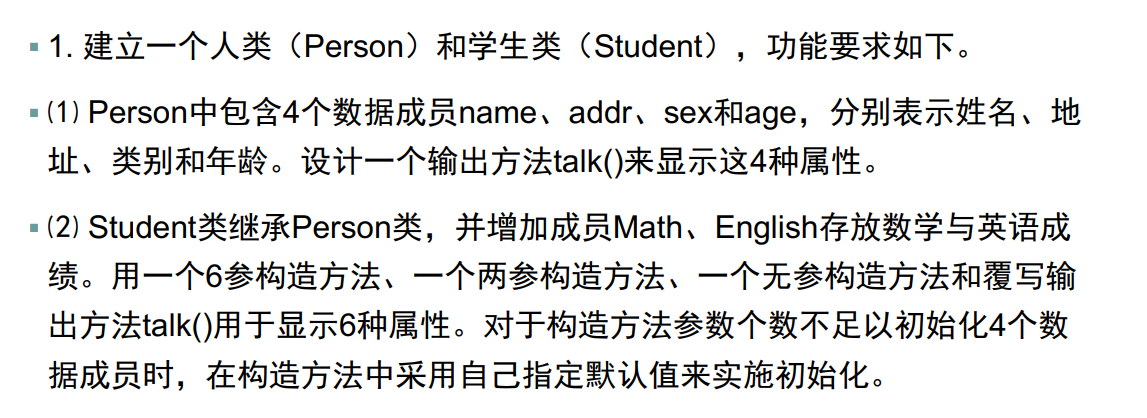 ▪ 1. 建立一个人类（Person）和学生类（Student），功能要求如下。
▪ ⑴ Person中包含4个数据成员name、addr、sex和age，分别表示姓名、地
址、类别和年龄。设计一个输出方法talk()来显示这4种属性。
▪ ⑵ Student类继承Person类，并增加成员Math、English存放数学与英语成
绩。用一个6参构造方法、一个两参构造方法、一个无参构造方法和覆写输
出方法talk()用于显示6种属性。对于构造方法参数个数不足以初始化4个数
据成员时，在构造方法中采用自己指定默认值来实施初始化。